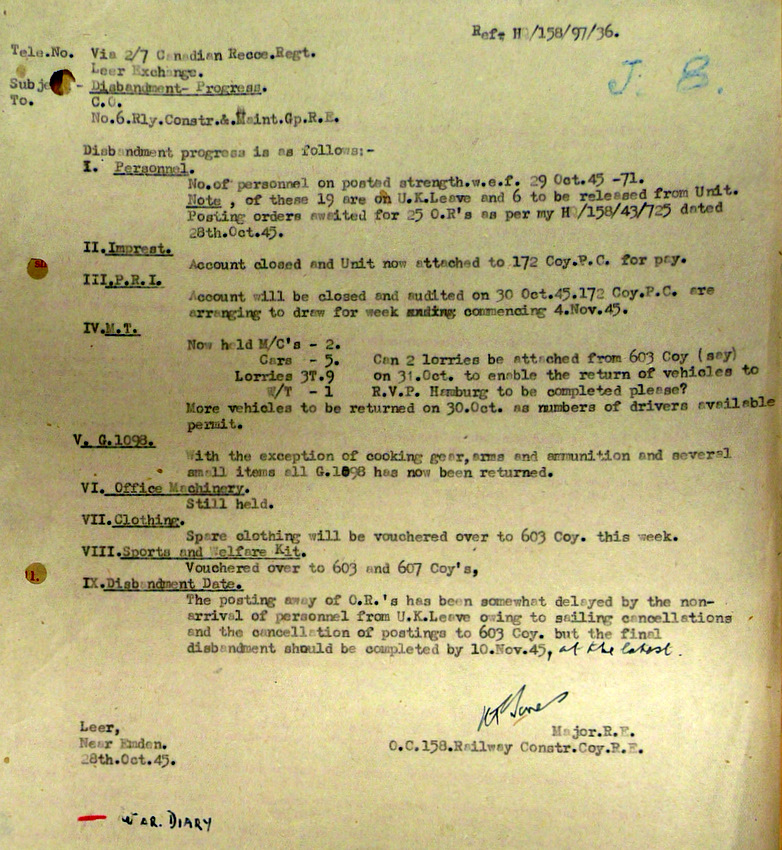 Ref: HQ/158/97/36.
J. 8.
Tele.No. Via 2/7 Canadian Recce.Regt.
Leer Exchange.
Subject - Disbandment- Progress.
To. C.O.
No.6.Rly.Constr.&.Maint.Gp.R.E.
Disbandment progress is as follows:-
I. Personnel.
No.of personnel on posted strength.w.e.f. 29 Oct.45 -71.
Note , of these 19 are on U.K.Leave and 6 to be released from Unit.
Posting orders awaited for 25 O.R's as per my HQ/158/43/725 dated
28th.Oct.45.
II.Imprest.
Account closed and Unit now attached to 172 Coy.P.C. for pay.
III.P.R.I.
Account will be closed and audited on 30 Oct.45.172 Coy.P.C. are
arranging to draw for week ending commencing 4.Nov.45.
IV.M.T.
Now held M/C's - 2.
Cars - 5. Can 2 lorries be attached from 603 Coy (say)
Lorries 3T.9 on 31.Oct. to enable the return of vehicles to
W/T - 1 R.V.P. Hamburg to be completed please?
More vehicles to be returned on 30.Oct. as numbers of drivers available
permit.
V. G.1098.
With the exception of cooking gear,arms and ammunition and several
small items all G.1098 has now been returned.
VI. Office Machinery.
Still held.
VII.Clothing.
Spare clothing will be vouchered over to 603 Coy. this week.
VIII.Sports and Welfare Kit.
Vouchered over to 603 and 607 Coy's,
IX.Disbandment Date.
The posting away of O.R.'s has been somewhat delayed by the non-
arrival of personnel from U.K.Leave owing to sailing cancellations
and the cancellation of postings to 603 Coy. but the final
disbandment should be completed by 10.Nov.45, at the latest.
Jones
Leer, Major.R.E.
Near Emden. O.C.158.Railway Constr.Coy.R.E.
28th.Oct.45.
WAR. DIARY